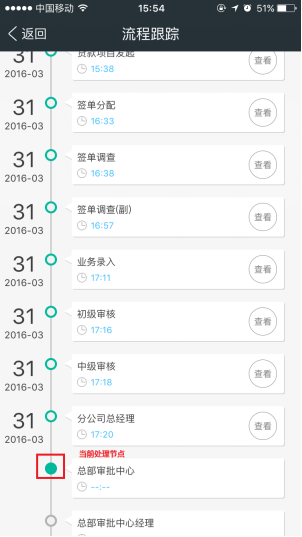 中国移动
15:54
51%
返回
流程跟踪
31
2016-03
贷款项目发起
15:38
查看
31
2016-03
签单分配
16:33
查看
31
2016-03
签单调查
16:38
查看
31
2016-03
签单调查(副)
16:57
查看
31
2016-03
业务录入
17:11
查看
31
2016-03
初级审核
17:16
查看
31
2016-03
中级审核
17:18
查看
31
2016-03
分公司总经理
17:20
查看
当前处理节点
总部审批中心
--:--
总部审批中心经理